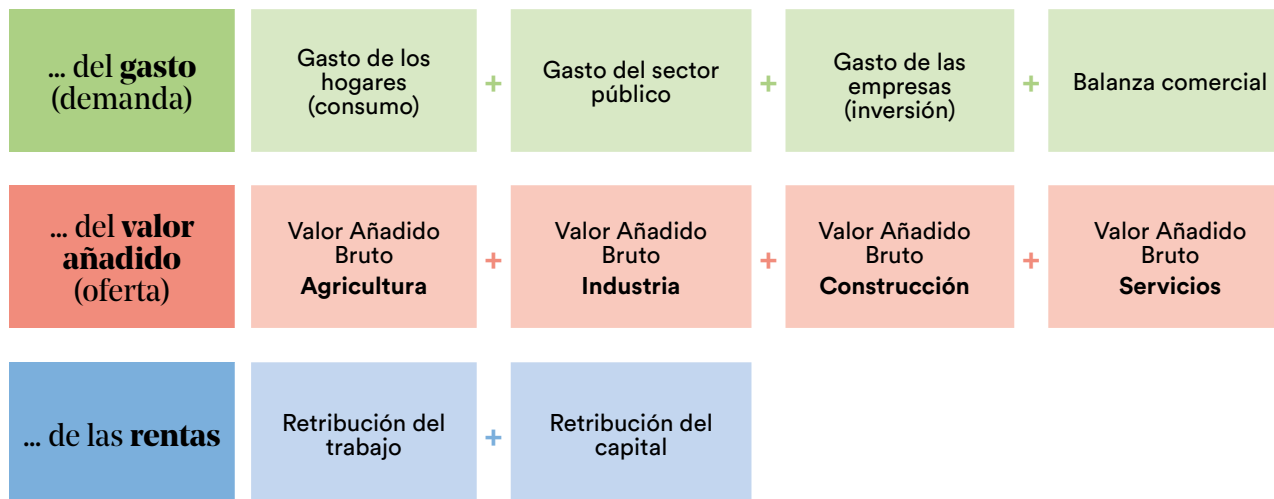 ... del gasto
(demanda)
Gasto de los
hogares
(consumo)
+
Gasto del sector
público
+
Gasto de las
empresas
(inversión)
+
Balanza comercial
... del valor
añadido
(oferta)
Valor Añadido
Bruto
Agricultura
+
Valor Añadido
Bruto
Industria
+
Valor Añadido
Bruto
Construcción
+
Valor Añadido
Bruto
Servicios
... de las rentas
Retribución del
trabajo
+
Retribución del
capital